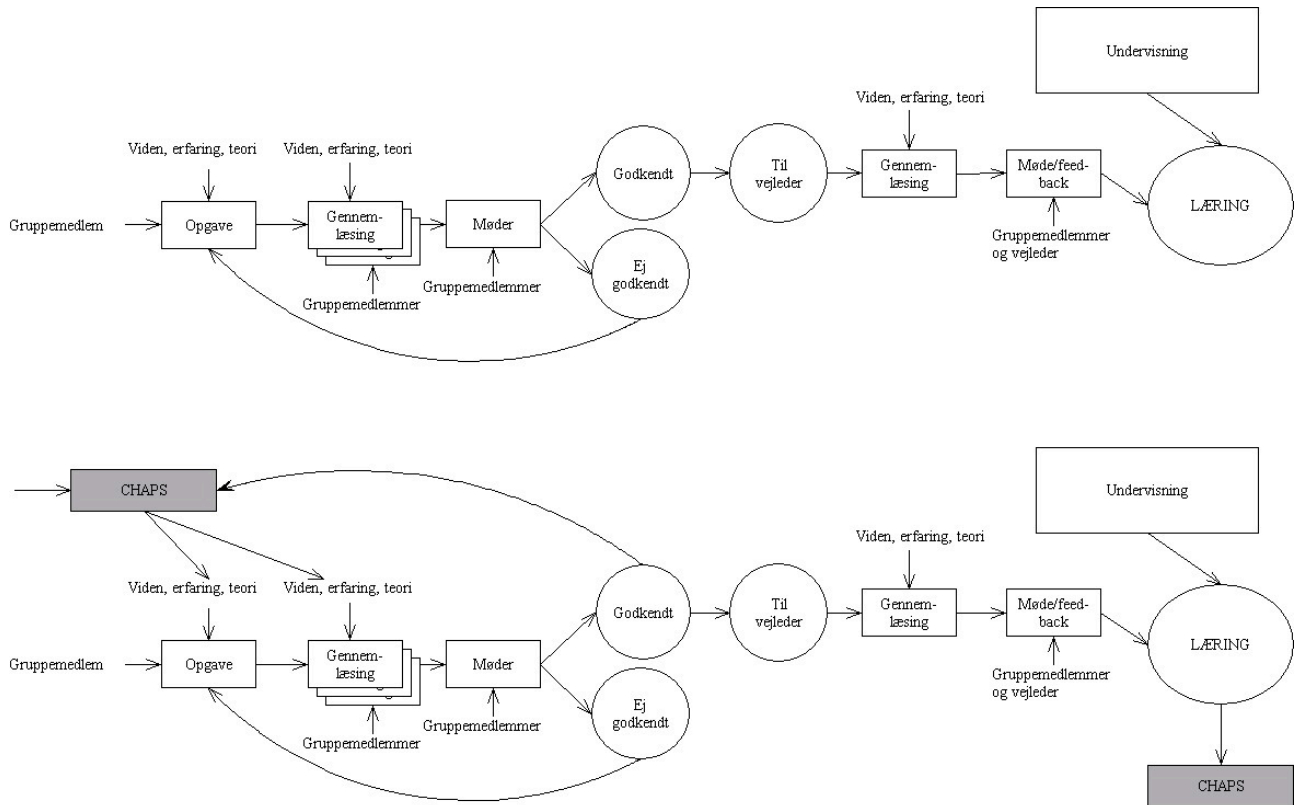 Undervisning
Viden, erfaring, teori
Viden, erfaring, teori
Viden, erfaring, teori
Gruppemedlem
Opgave
Gennem-
læsing
Møder
Godkendt
Ej
godkendt
Til
vejleder
Gennem-
læsning
Møde/feed-
back
LÆRING
Gruppemedlemmer
Gruppemedlemmer
Gruppemedlemmer
og vejleder
CHAPS
Undervisning
Viden, erfaring, teori
Viden, erfaring, teori
Viden, erfaring, teori
Gruppemedlem
Opgave
Gennem-
læsing
Møder
Godkendt
Ej
godkendt
Til
vejleder
Gennem-
læsning
Møde/feed-
back
LÆRING
Gruppemedlemmer
Gruppemedlemmer
Gruppemedlemmer
og vejleder
CHAPS